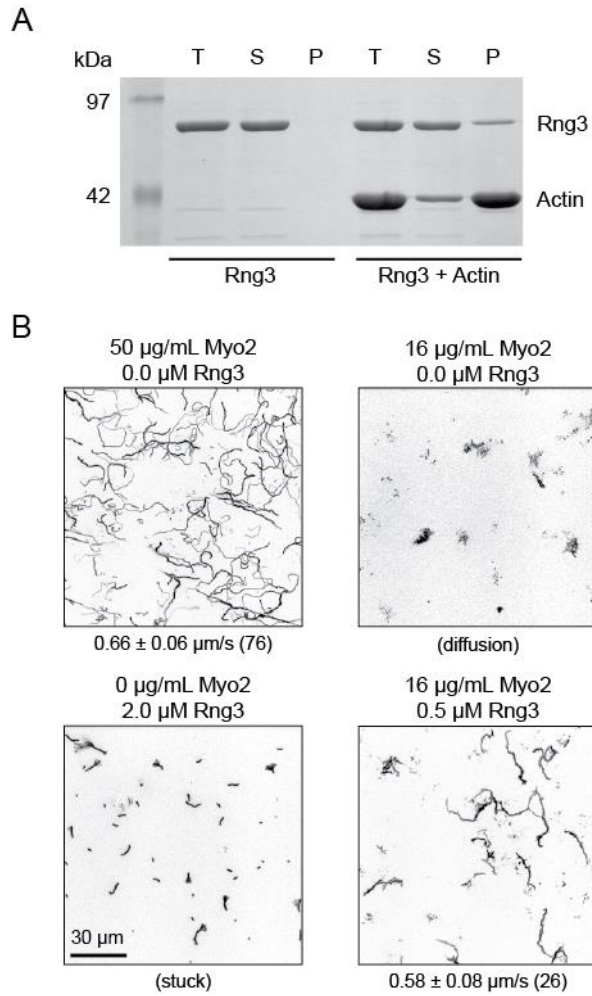 A
kDa T S P T S P
97
Rng3
42 Actin
Rng3 Rng3 + Actin
B
50 µg/mL Myo2
0.0 µM Rng3
0.66 ± 0.06 µm/s (76)
16 µg/mL Myo2
0.0 µM Rng3
(diffusion)
0 µg/mL Myo2
2.0 µM Rng3
30 µm
(stuck)
16 µg/mL Myo2
0.5 µM Rng3
0.58 ± 0.08 µm/s (26)